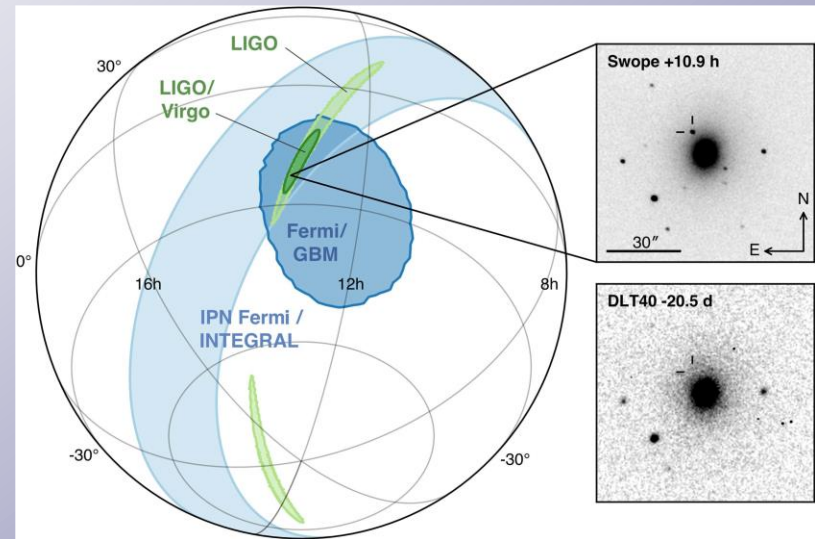 LIGO
30°
LIGO/
Virgo
Fermi/
GBM
0°
16h
12h
8h
IPN Fermi /
INTEGRAL
-30°
-30°
Swope +10.9 h
N
30″
E
DLT40 -20.5 d